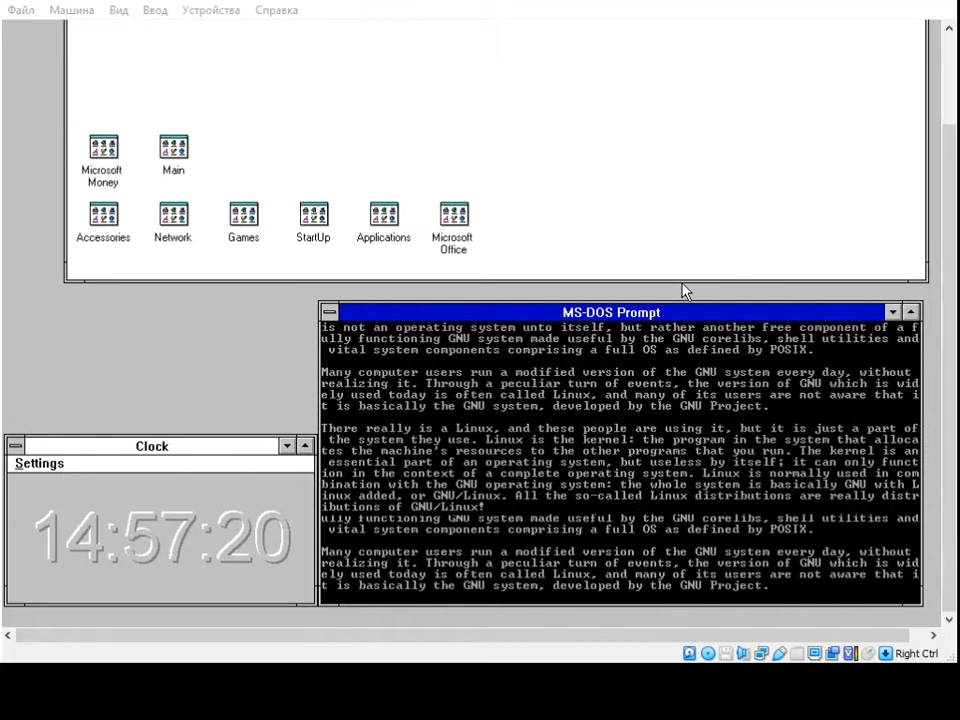 Файл Машина Вид Ввод Устройства Справка
Microsoft
Money
Main
Accessories
Network
Games
StartUp
Applications
Microsoft
Office
MS-DOS Prompt
is not an operating system unto itself, but rather another free component of a f
ully functioning GNU system made useful by the GNU corelibs, shell utilities and
vital system components comprising a full OS as defined by POSIX.
Many computer users run a modified version of the GNU system every day, without
realizing it. Through a peculiar turn of events, the version of GNU which is wid
ely used today is often called Linux, and many of its users are not aware that i
t is basically the GNU system, developed by the GNU Project.
There really is a Linux, and these people are using it, but it is just a part of
the system they use. Linux is the kernel: the program in the system that alloca
tes the machine's resources to the other programs that you run. The kernel is an
essential part of an operating system, but useless by itself; it can only funct
ion in the context of a complete operating system. Linux is normally used in com
bination with the GNU operating system: the whole system is basically GNU with L
inux added, or GNU/Linux. All the so-called Linux distributions are really distr
ibutions of GNU/Linux!
ully functioning GNU system made useful by the GNU corelibs, shell utilities and
vital system components comprising a full OS as defined by POSIX.
Many computer users run a modified version of the GNU system every day, without
realizing it. Through a peculiar turn of events, the version of GNU which is wid
ely used today is often called Linux, and many of its users are not aware that i
t is basically the GNU system, developed by the GNU Project.
Clock
Settings
14:57:20
Right Ctrl